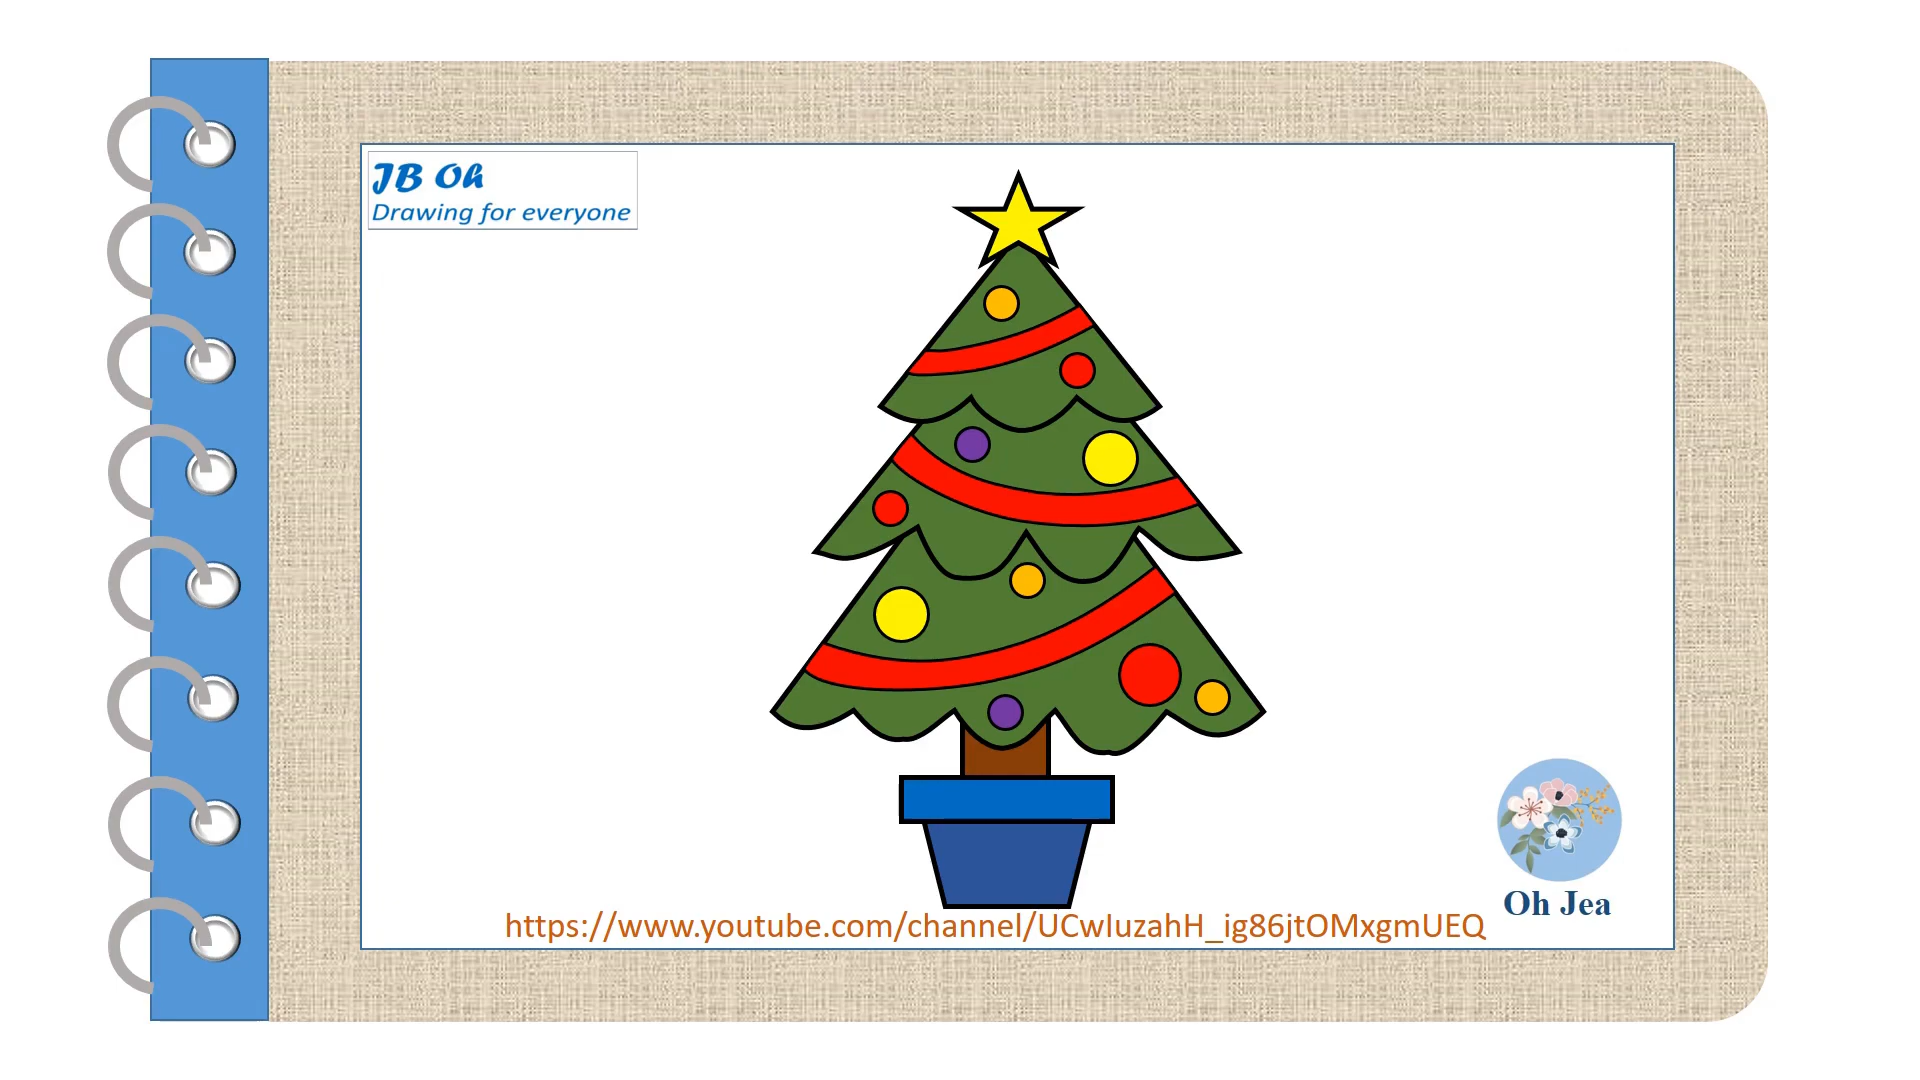 JB Oh
Drawing for everyone
Oh Jea
https://www.youtube.com/channel/UCwIuzahH_ig86jtOMxgmUEQ